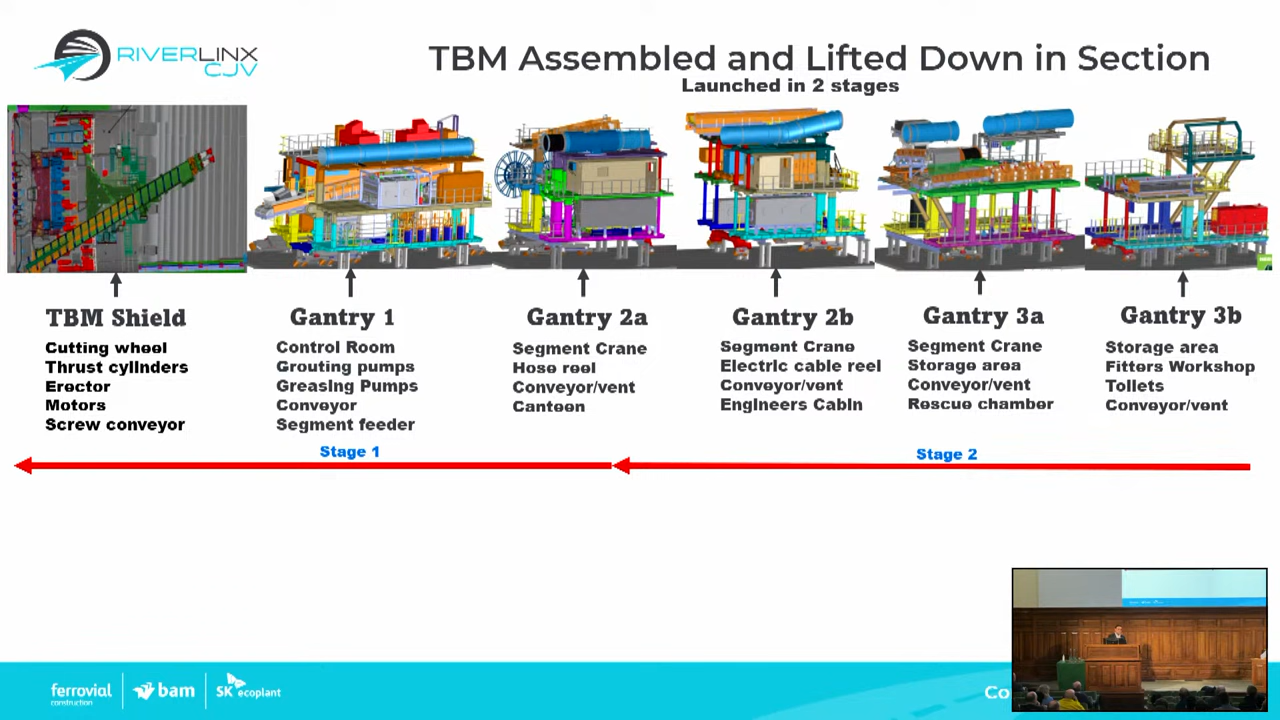 RIVERLINX
CJV
TBM Assembled and Lifted Down in Section
Launched in 2 stages
TBM Shield
Cutting wheel
Thrust cylinders
Erector
Motors
Screw conveyor
Gantry 1
Control Room
Grouting pumps
Greasing Pumps
Conveyor
Segment feeder
Gantry 2a
Segment Crane
Hose reel
Conveyor/vent
Canteen
Gantry 2b
Segment Crane
Electric cable reel
Conveyor/vent
Engineers Cabin
Gantry 3a
Segment Crane
Storage area
Conveyor/vent
Rescue chamber
Gantry 3b
Storage area
Fitters Workshop
Toilets
Conveyor/vent
Stage 1
Stage 2
ferrovial
construction
bam
SK ecoplant
Co